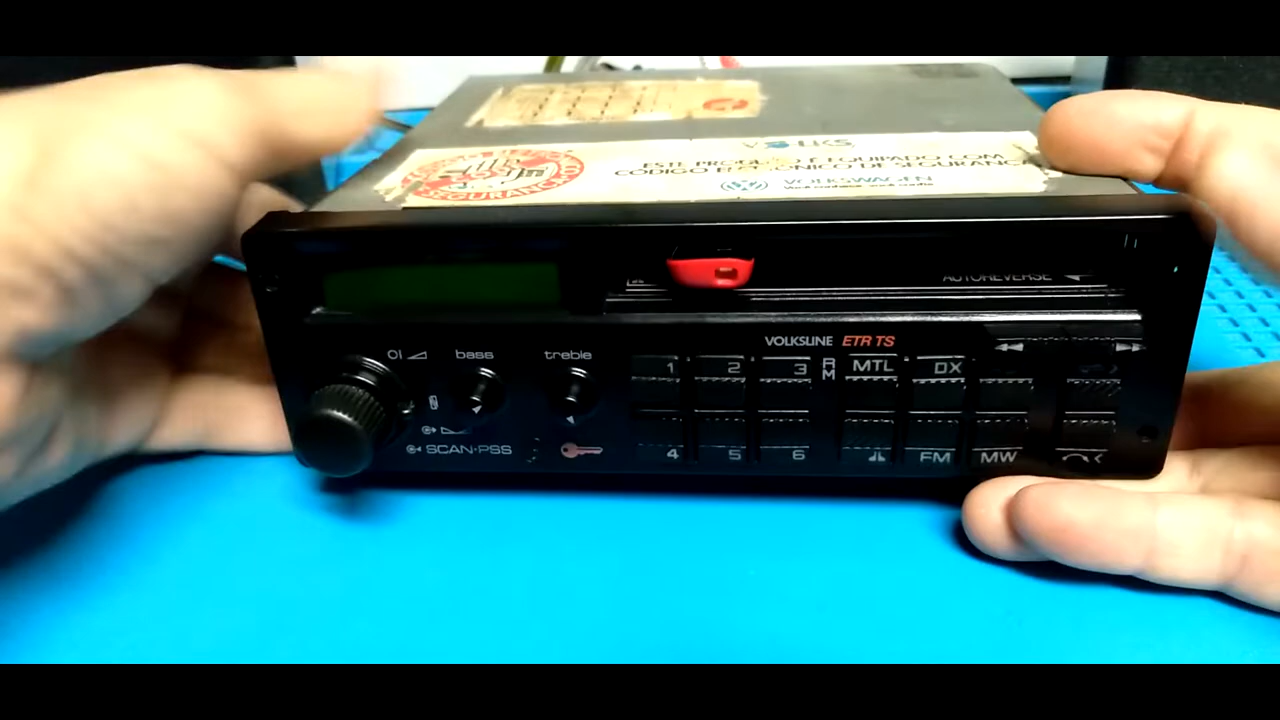 VOLKS
ESTE PRODUTO É EQUIPADO COM
CÓDIGO ELETRÔNICO DE SEGURANÇA
VOLKSWAGEN
AUTOREVERSE
VOLKSLINE ETR TS
bass
treble
1
2
3
RM
MTL
DX
SCAN·PSS
4
5
6
FM
MW